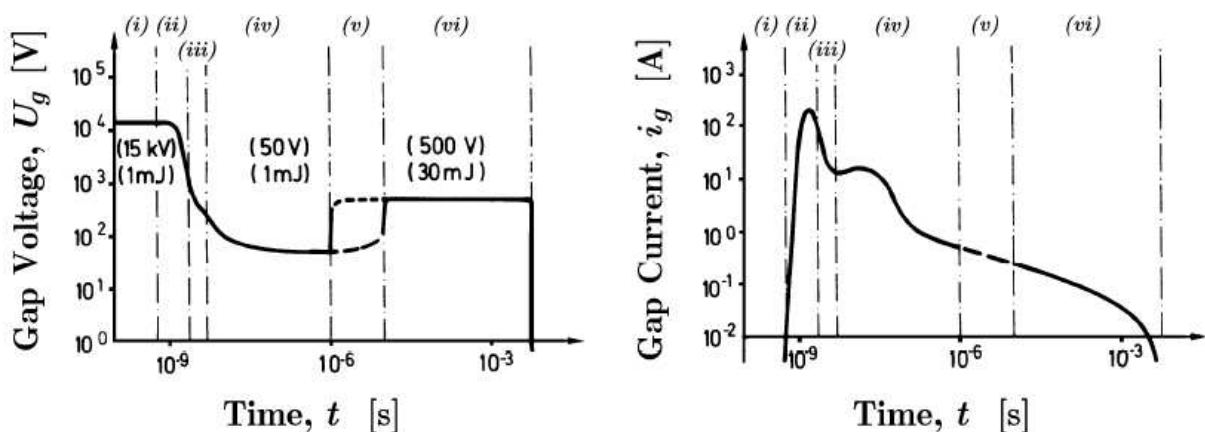 (i) (ii) (iii) (iv) (v) (vi)
Gap Voltage, U_g [V]
10^5
10^4
10^3
10^2
10^1
10^0
(15 kV)
(1mJ)
(50V)
(1mJ)
(500 V)
(30mJ)
10^-9 10^-6 10^-3
Time, t [s]
(i) (ii) (iii) (iv) (v) (vi)
Gap Current, i_g [A]
10^3
10^2
10^1
10^0
10^-1
10^-2
10^-9 10^-6 10^-3
Time, t [s]